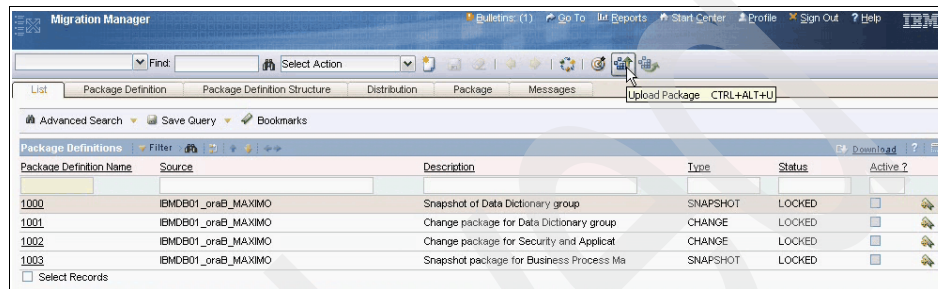 Migration Manager
Bulletins: (1) Go To Reports Start Center Profile Sign Out ? Help IBM
Find: Select Action
List Package Definition Package Definition Structure Distribution Package Messages
Upload Package CTRL+ALT+U
Advanced Search Save Query Bookmarks
Package Definitions Filter Download ?
Package Definition Name Source Description Type Status Active ?
1000 IBMDB01_oraB_MAXIMO Snapshot of Data Dictionary group SNAPSHOT LOCKED
1001 IBMDB01_oraB_MAXIMO Change package for Data Dictionary group CHANGE LOCKED
1002 IBMDB01_oraB_MAXIMO Change package for Security and Applicat CHANGE LOCKED
1003 IBMDB01_oraB_MAXIMO Snapshot package for Business Process Ma SNAPSHOT LOCKED
Select Records